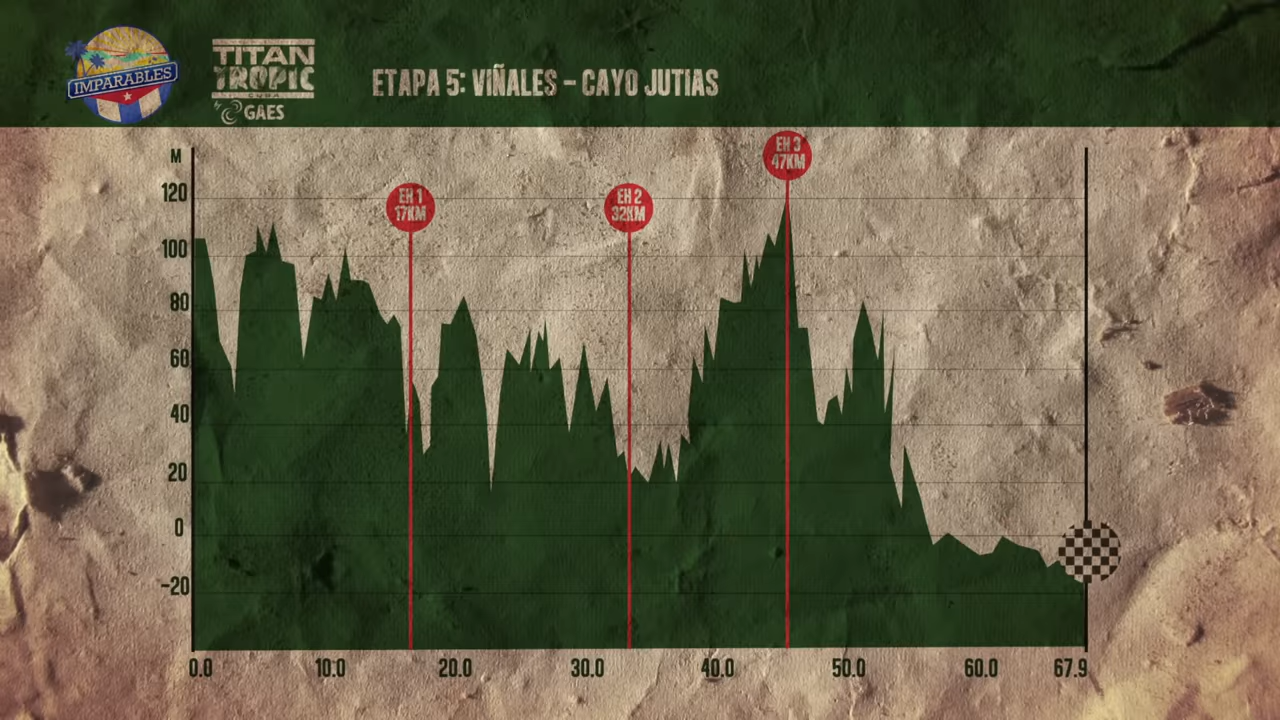 IMPARABLES
TITAN
TROPIC
CUBA
GAES
ETAPA 5: VIÑALES – CAYO JUTIAS
M
120
100
80
60
40
20
0
-20
EH 1
17KM
EH 2
32KM
EH 3
47KM
0.0 10.0 20.0 30.0 40.0 50.0 60.0 67.9